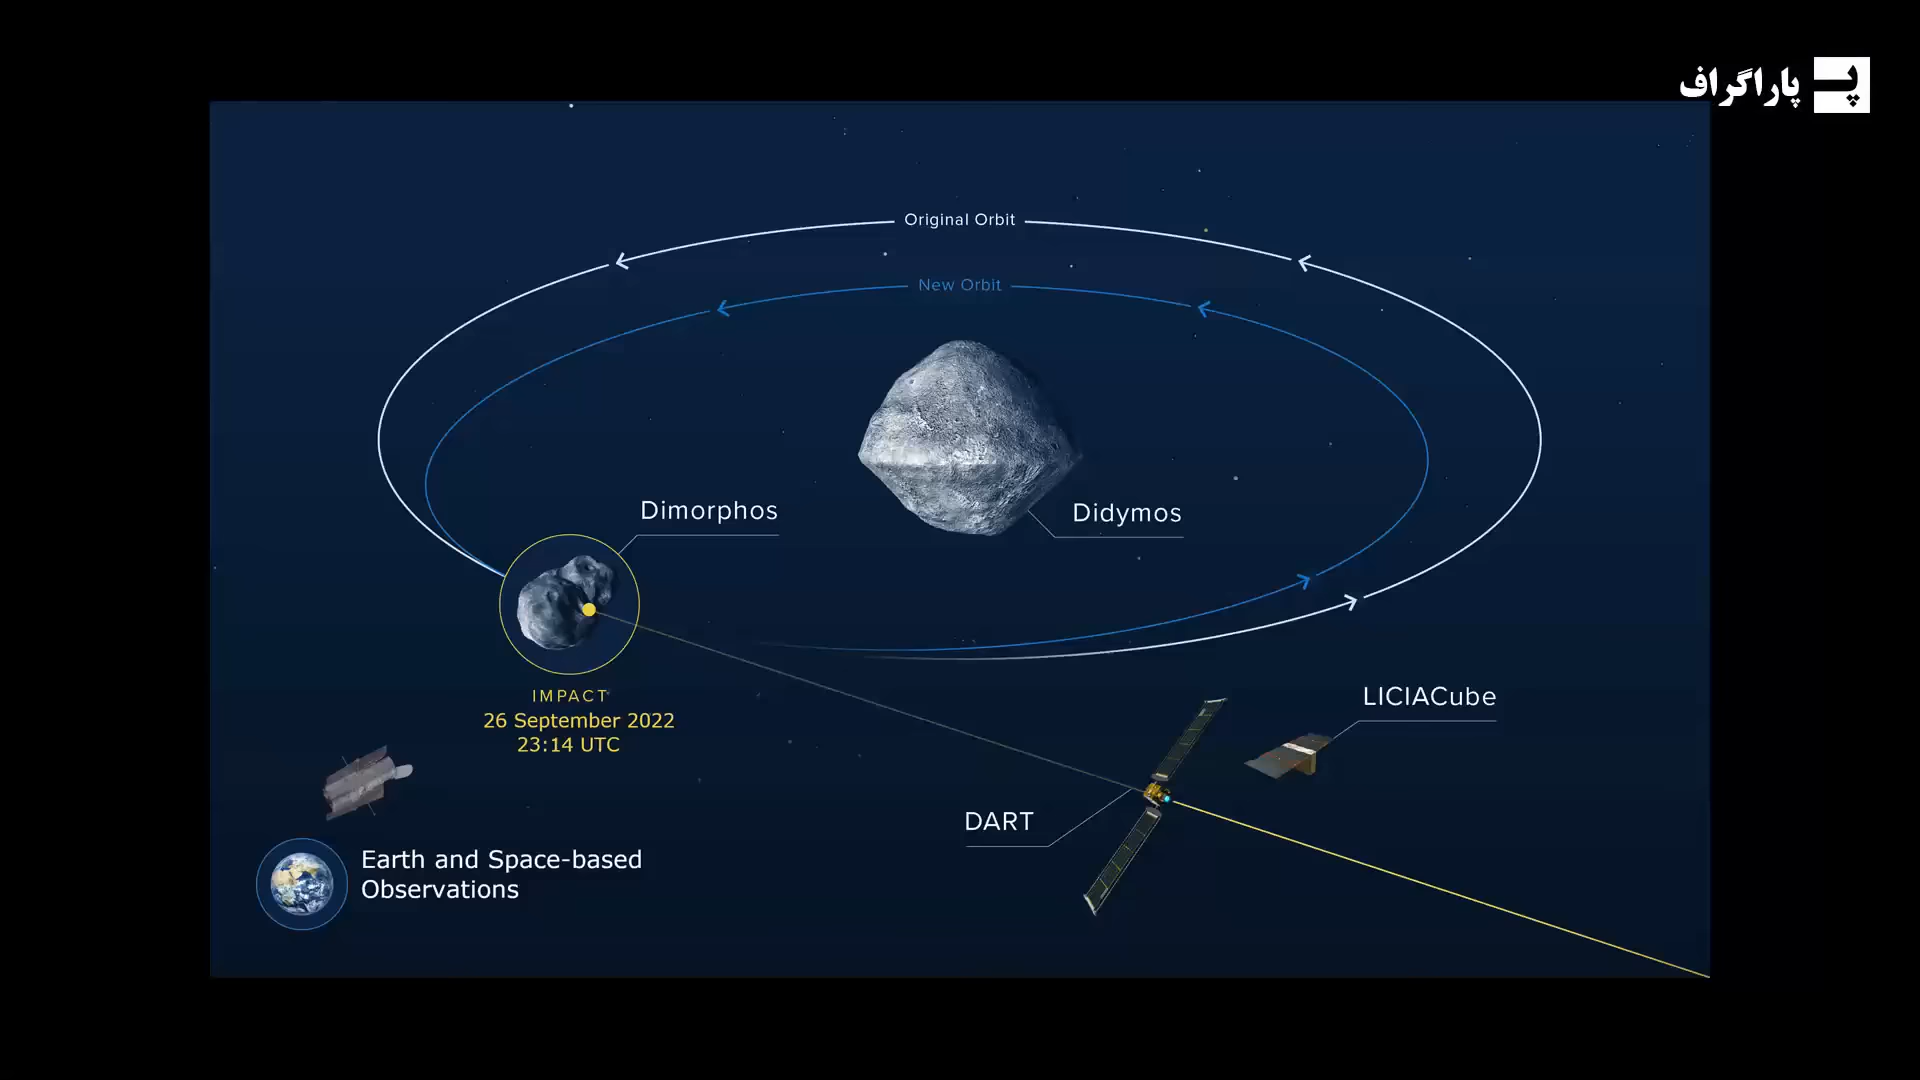 پاراگراف
Original Orbit
New Orbit
Dimorphos
Didymos
IMPACT
26 September 2022
23:14 UTC
LICIACube
DART
Earth and Space-based
Observations